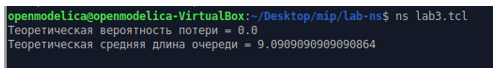 openmodelica@openmodelica-VirtualBox:~/Desktop/mip/lab-ns$ ns lab3.tcl
Теоретическая вероятность потери = 0.0
Теоретическая средняя длина очереди = 9.0909090909090864